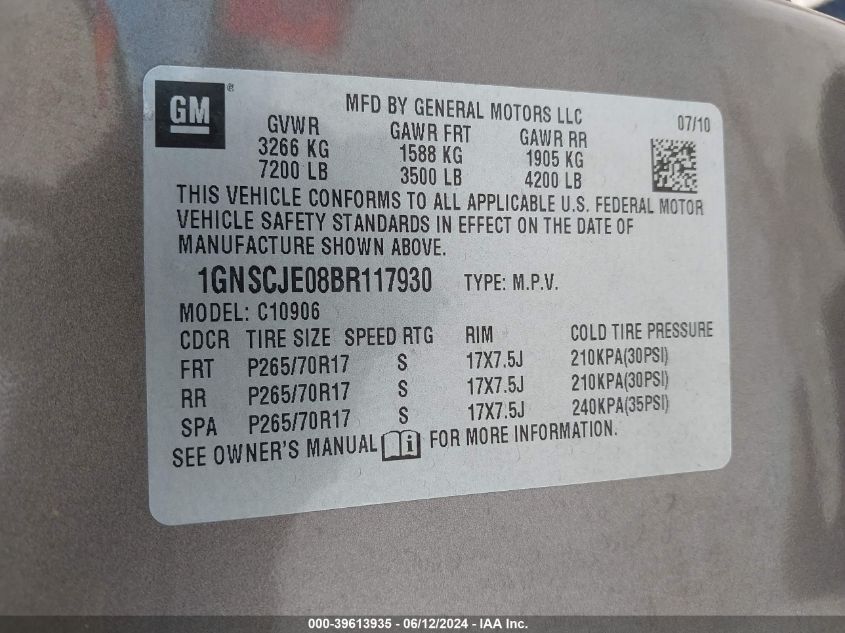 GM®
MFD BY GENERAL MOTORS LLC
07/10
GVWR GAWR FRT GAWR RR
3266 KG 1588 KG 1905 KG
7200 LB 3500 LB 4200 LB
THIS VEHICLE CONFORMS TO ALL APPLICABLE U.S. FEDERAL MOTOR
VEHICLE SAFETY STANDARDS IN EFFECT ON THE DATE OF
MANUFACTURE SHOWN ABOVE.
1GNSCJE08BR117930 TYPE: M.P.V.
MODEL: C10906
CDCR TIRE SIZE SPEED RTG RIM COLD TIRE PRESSURE
FRT P265/70R17 S 17X7.5J 210KPA(30PSI)
RR P265/70R17 S 17X7.5J 210KPA(30PSI)
SPA P265/70R17 S 17X7.5J 240KPA(35PSI)
SEE OWNER'S MANUAL i FOR MORE INFORMATION.
000-39613935 - 06/12/2024 - IAA Inc.